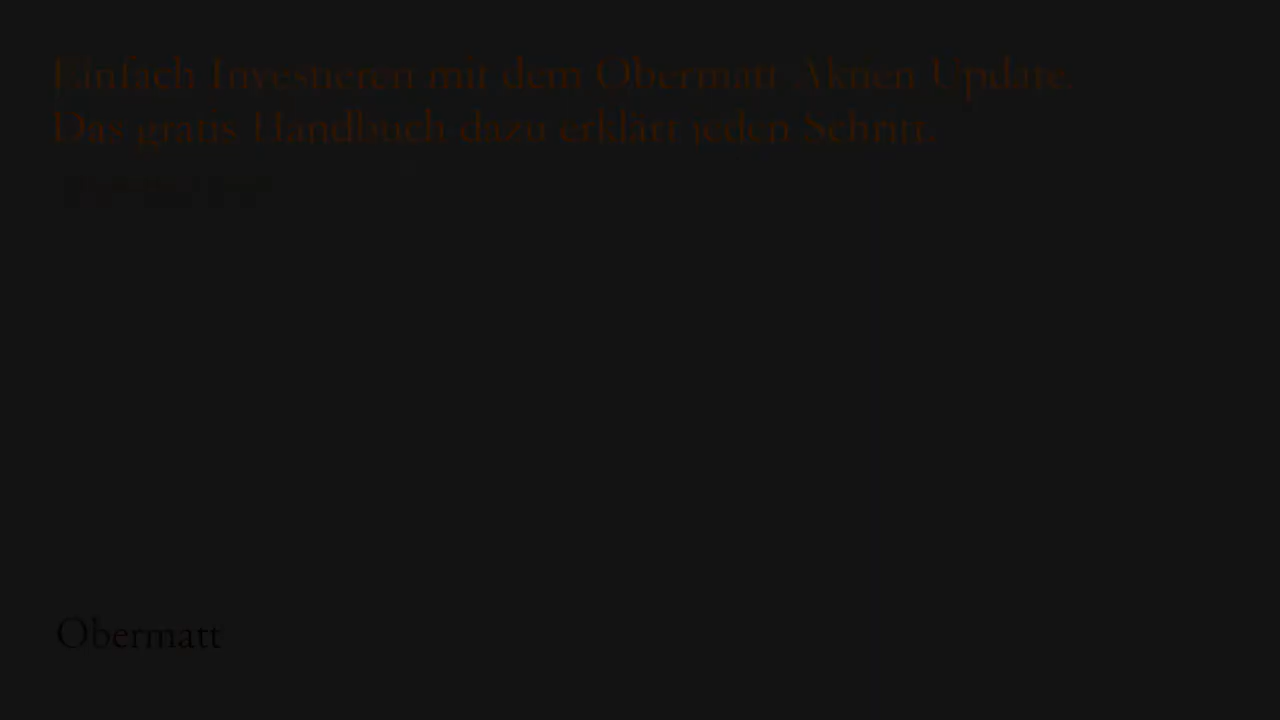 Einfach Investieren mit dem Obermatt Aktien Update.
Das gratis Handbuch dazu erklärt jeden Schritt.
Obermatt